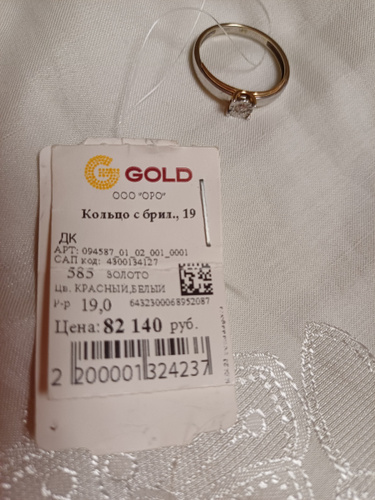 G GOLD
ООО "ОРО"
Кольцо с брил., 19
ДК
АРТ: 094587_01_02_001_0001
САП код: 4500134127
585 ЗОЛОТО
Цв. КРАСНЫЙ,БЕЛЫЙ
Р-р 19,0
6432300068952087
Цена: 82 140 руб.
2 200001 324237